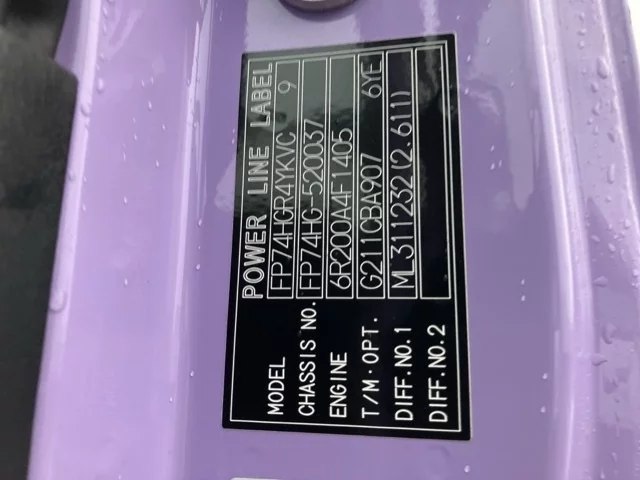 POWER LINE LABEL
MODEL FP74HGR4YKVC 9
CHASSIS NO. FP74HG-520037
ENGINE 6R200A4F1405
T/M·OPT. G211CBA907 6YE
DIFF.NO.1 ML311232(2.611)
DIFF.NO.2